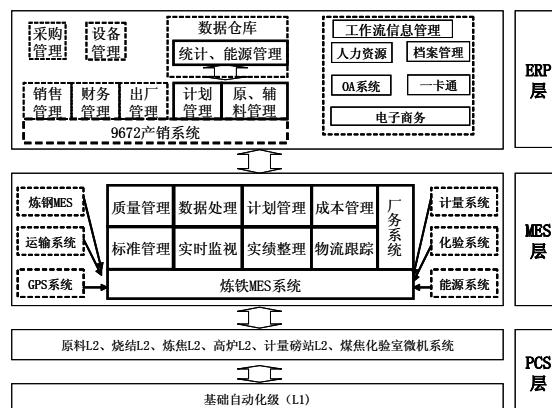 采购
管理
设备
管理
数据仓库
统计、能源管理
工作流信息管理
人力资源
档案管理
OA系统
一卡通
电子商务
销售
管理
财务
管理
出厂
管理
计划
管理
原、辅
料管理
9672产销系统
ERP
层
炼钢MES
运输系统
GPS系统
质量管理
数据处理
计划管理
成本管理
标准管理
实时监视
实绩整理
物流跟踪
厂务系统
炼铁MES系统
计量系统
化验系统
能源系统
MES
层
原料L2、烧结L2、炼焦L2、高炉L2、计量磅站L2、煤焦化验室微机系统
基础自动化级（L1）
PCS
层